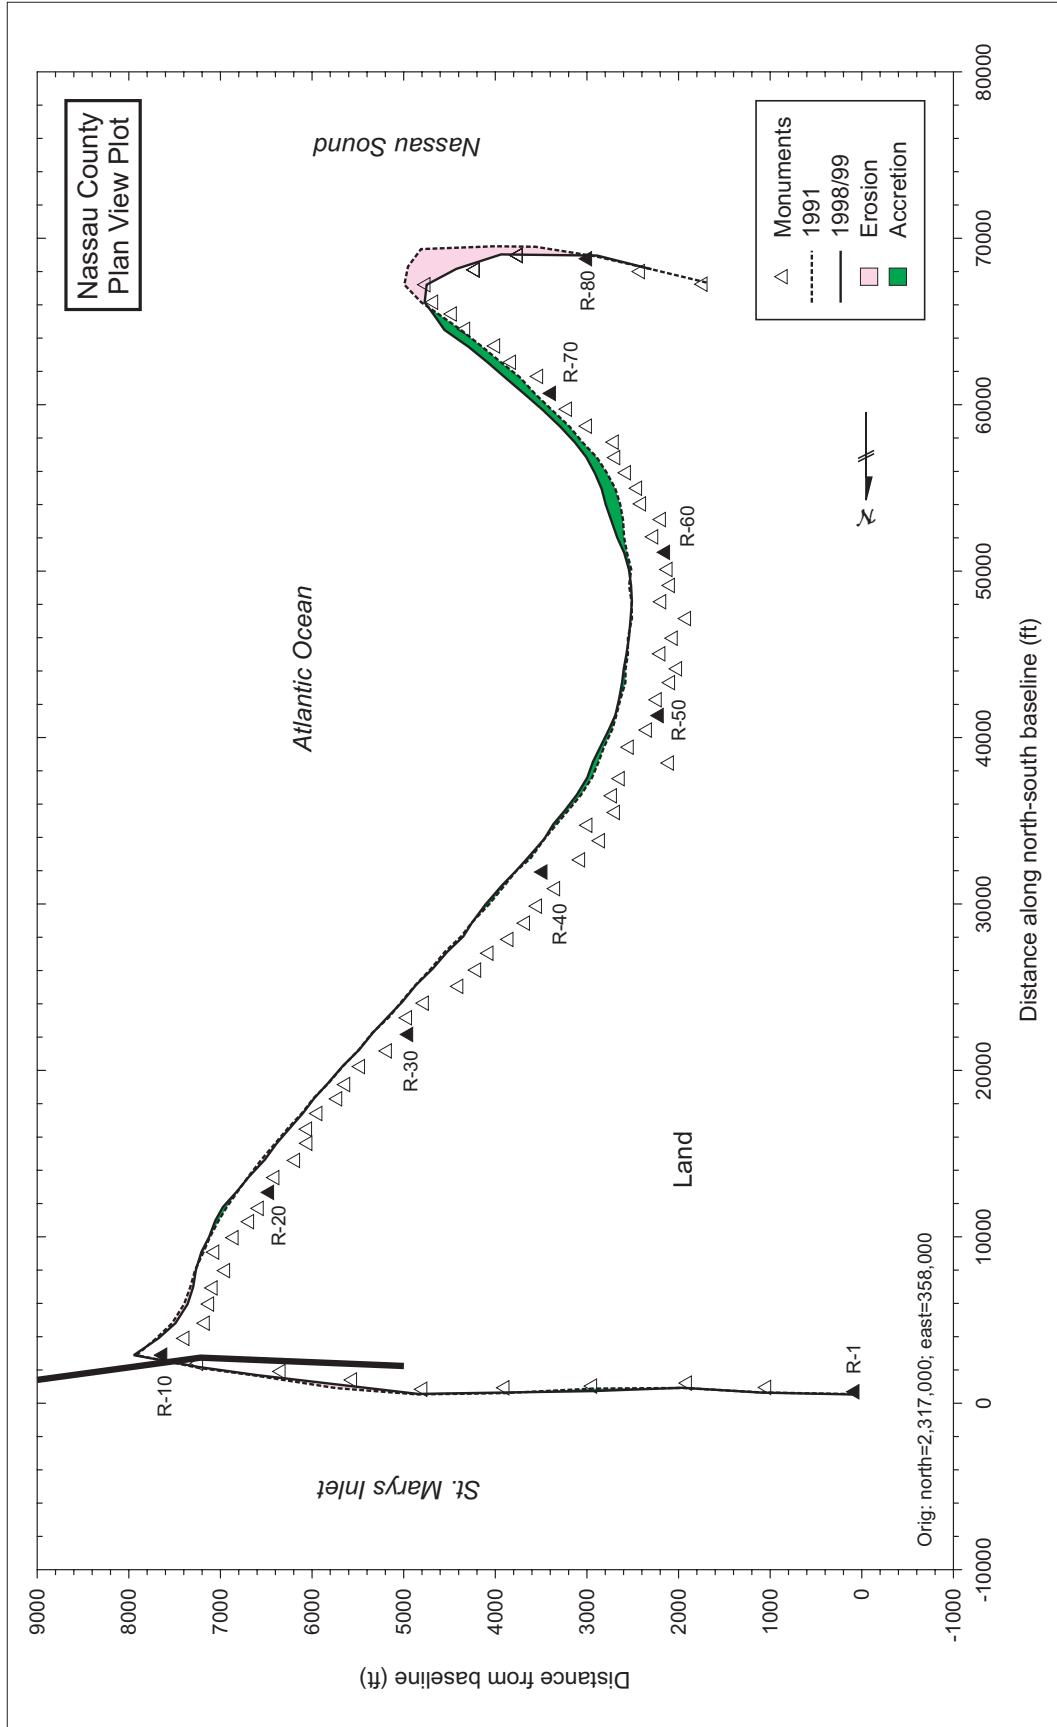 Nassau County
Plan View Plot
Nassau Sound
Atlantic Ocean
St. Marys Inlet
Land
R-1
R-10
R-20
R-30
R-40
R-50
R-60
R-70
R-80
Monuments
1991
1998/99
Erosion
Accretion
N
Orig: north=2,317,000; east=358,000
Distance from baseline (ft)
9000
8000
7000
6000
5000
4000
3000
2000
1000
0
-1000
-10000 0 10000 20000 30000 40000 50000 60000 70000 80000
Distance along north-south baseline (ft)